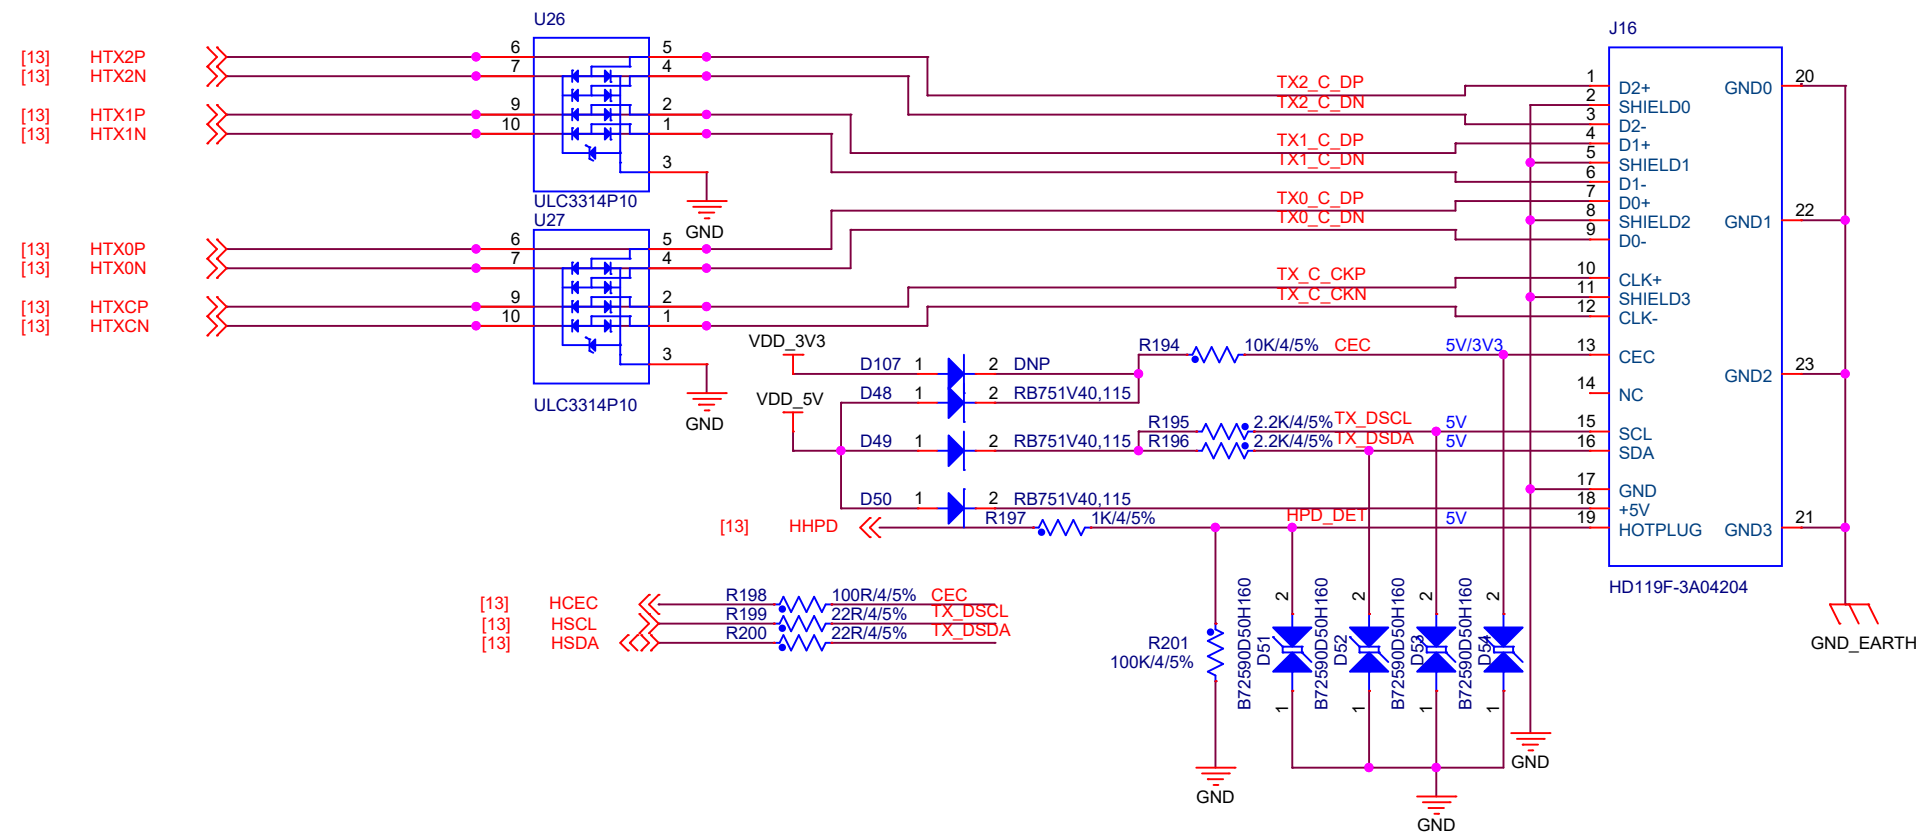 U26
J16
[13] HTX2P 6 5
[13] HTX2N 7 4
TX2_C_DP 1 D2+ GND0 20
TX2_C_DN 2 SHIELD0
[13] HTX1P 9 2 3 D2-
[13] HTX1N 10 1 TX1_C_DP 4 D1+
3 TX1_C_DN 5 SHIELD1
6 D1-
ULC3314P10 TX0_C_DP 7 D0+
U27 TX0_C_DN 8 SHIELD2 GND1 22
GND
[13] HTX0P 6 5 9 D0-
[13] HTX0N 7 4
TX_C_CKP 10 CLK+
[13] HTXCP 9 2 TX_C_CKN 11 SHIELD3
[13] HTXCN 10 1 12 CLK-
VDD_3V3 R194 10K/4/5% CEC 5V/3V3 13 CEC
3 D107 1 2 DNP GND2 23
ULC3314P10 VDD_5V D48 1 2 RB751V40,115 14 NC
GND R195 2.2K/4/5% TX_DSCL 5V 15 SCL
D49 1 2 RB751V40,115 R196 2.2K/4/5% TX_DSDA 5V 16 SDA
17 GND
D50 1 2 RB751V40,115 18 +5V
[13] HHPD R197 1K/4/5% HPD_DET 5V 19 HOTPLUG GND3 21
HD119F-3A04204
[13] HCEC R198 100R/4/5% CEC
[13] HSCL R199 22R/4/5% TX_DSCL
[13] HSDA R200 22R/4/5% TX_DSDA
GND_EARTH
R201
100K/4/5%
2 2 2 2
B72590D50H160 D51
B72590D50H160 D52
B72590D50H160 D53
B72590D50H160 D54
1 1 1 1
GND
GND
GND